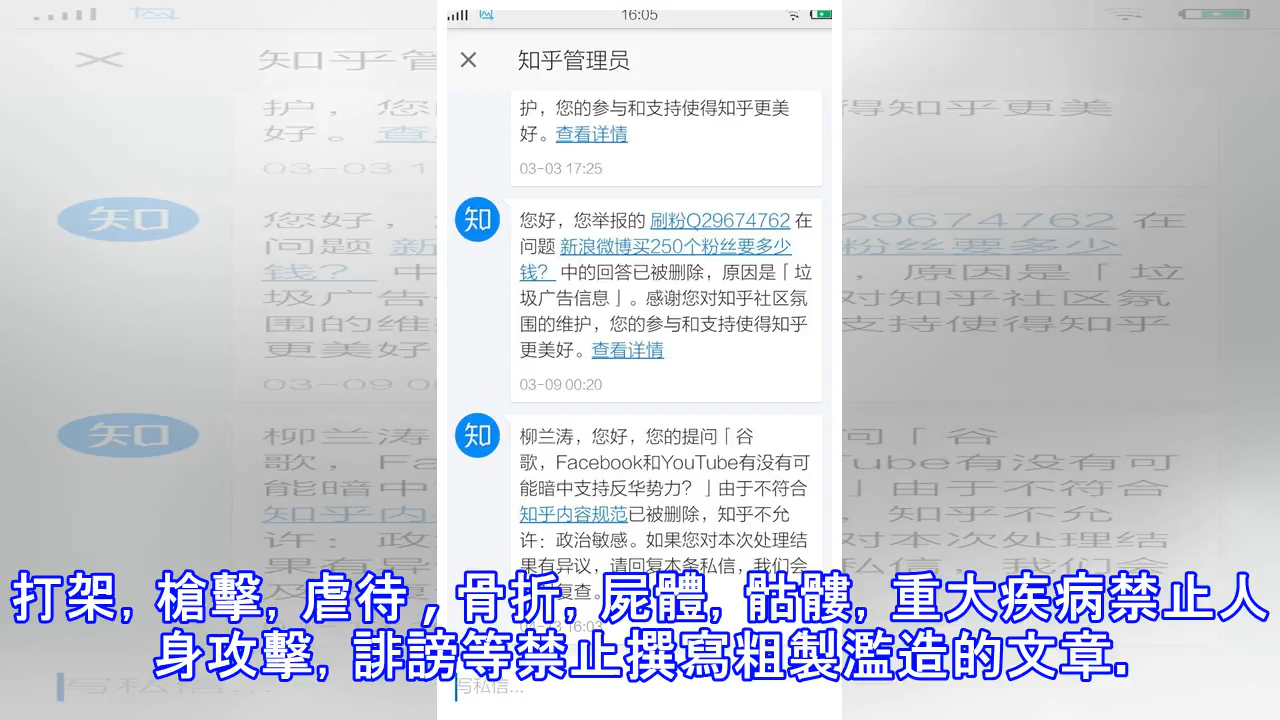 16:05
知乎管理员
护，您的参与和支持使得知乎更美
好。查看详情
03-03 17:25
知
您好，您举报的 刷粉Q29674762 在
问题 新浪微博买250个粉丝要多少
钱？ 中的回答已被删除，原因是「垃
圾广告信息」。感谢您对知乎社区氛
围的维护，您的参与和支持使得知乎
更美好。查看详情
03-09 00:20
知
柳兰涛，您好，您的提问「谷
歌，Facebook和YouTube有没有可
能暗中支持反华势力？」由于不符合
知乎内容规范已被删除，知乎不允
许：政治敏感。如果您对本次处理结
果有异议，请回复本条私信，我们会
复查。
16:03
打架, 槍擊, 虐待 , 骨折, 屍體, 骷髏, 重大疾病禁止人
身攻擊, 誹謗等禁止撰寫粗製濫造的文章.
写私信...